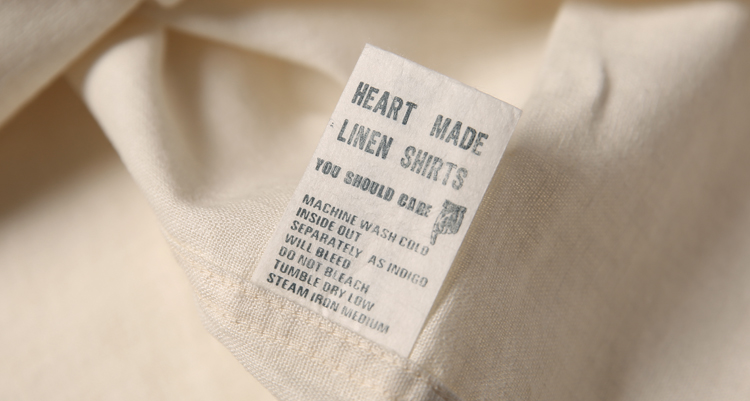 HEART MADE
LINEN SHIRTS
YOU SHOULD CARE
MACHINE WASH COLD
INSIDE OUT
SEPARATELY AS INDIGO
WILL BLEED
DO NOT BLEACH
TUMBLE DRY LOW
STEAM IRON MEDIUM